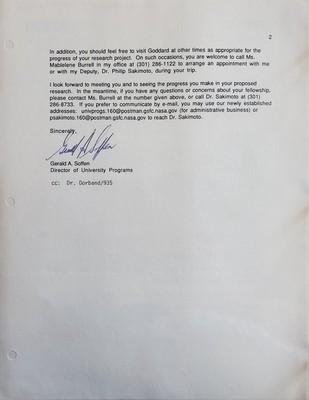 2
In addition, you should feel free to visit Goddard at other times as appropriate for the
progress of your research project. On such occasions, you are welcome to call Ms.
Mablelene Burrell in my office at (301) 286-1122 to arrange an appointment with me
or with my Deputy, Dr. Philip Sakimoto, during your trip.
I look forward to meeting you and to seeing the progress you make in your proposed
research. In the meantime, if you have any questions or concerns about your fellowship,
please contact Ms. Burrell at the number given above, or call Dr. Sakimoto at (301)
286-8733. If you prefer to communicate by e-mail, you may use our newly established
addresses: univprogs.160@postman.gsfc.nasa.gov (for administrative business) or
psakimoto.160@postman.gsfc.nasa.gov to reach Dr. Sakimoto.
Sincerely,
Gerald A Soffen
Gerald A. Soffen
Director of University Programs
cc: Dr. Dorband/935